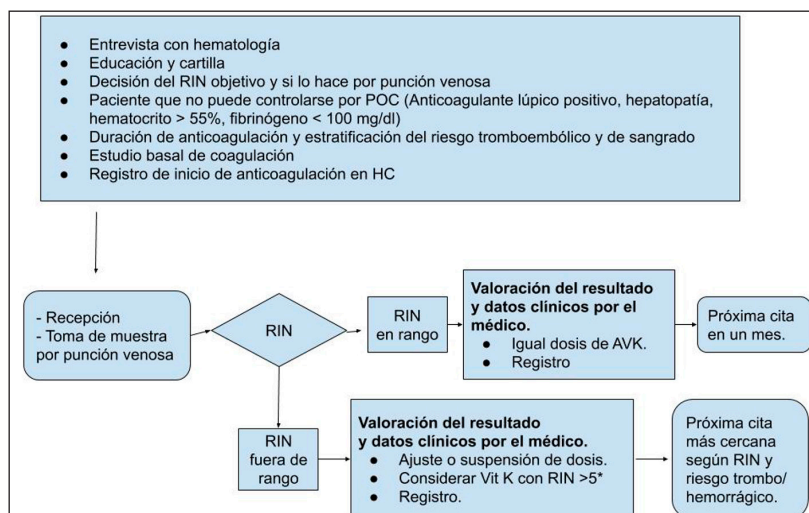 ● Entrevista con hematología
● Educación y cartilla
● Decisión del RIN objetivo y si lo hace por punción venosa
● Paciente que no puede controlarse por POC (Anticoagulante lúpico positivo, hepatopatía,
hematocrito > 55%, fibrinógeno < 100 mg/dl)
● Duración de anticoagulación y estratificación del riesgo tromboembólico y de sangrado
● Estudio basal de coagulación
● Registro de inicio de anticoagulación en HC
- Recepción
- Toma de muestra
por punción venosa
RIN
RIN
en rango
Valoración del resultado
y datos clínicos por el
médico.
● Igual dosis de AVK.
● Registro
Próxima cita
en un mes.
RIN
fuera de
rango
Valoración del resultado
y datos clínicos por el médico.
● Ajuste o suspensión de dosis.
● Considerar Vit K con RIN >5*
● Registro.
Próxima cita
más cercana
según RIN y
riesgo trombo/
hemorrágico.